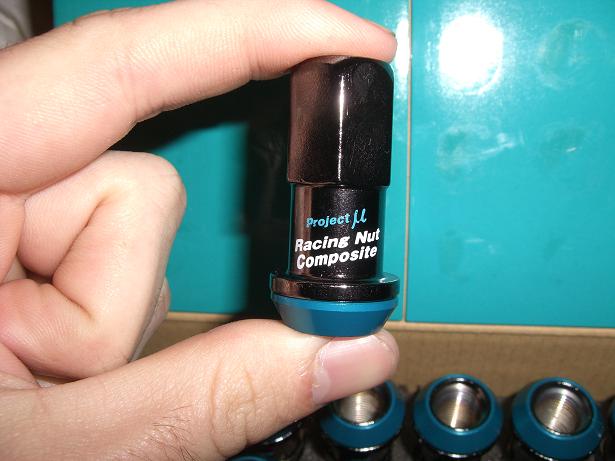 Project μ
Racing Nut
Composite